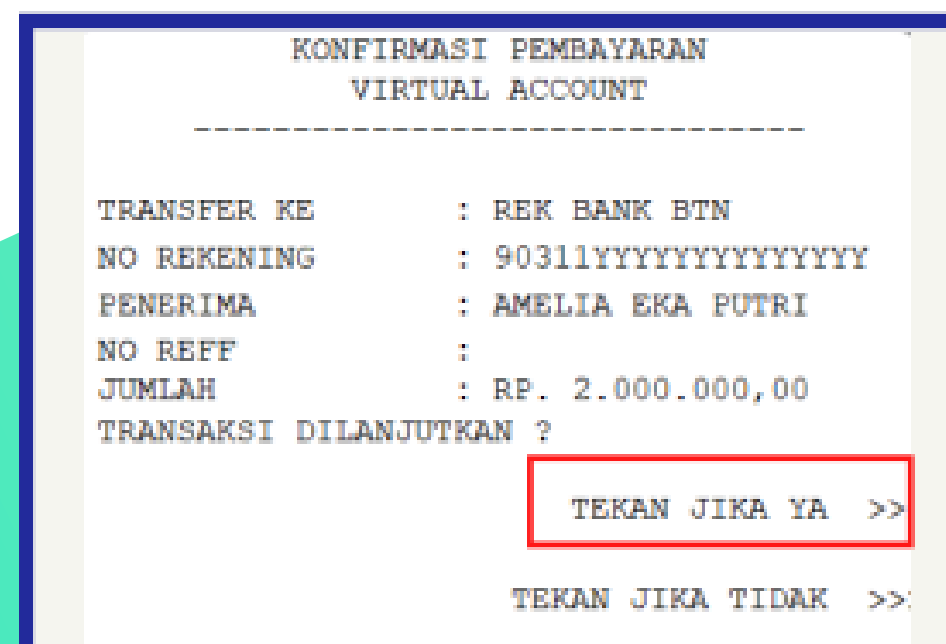 KONFIRMASI PEMBAYARAN
VIRTUAL ACCOUNT
-------------------------------
TRANSFER KE : REK BANK BTN
NO REKENING : 90311YYYYYYYYYYYYYY
PENERIMA : AMELIA EKA PUTRI
NO REFF :
JUMLAH : RP. 2.000.000,00
TRANSAKSI DILANJUTKAN ?
TEKAN JIKA YA >>
TEKAN JIKA TIDAK >>